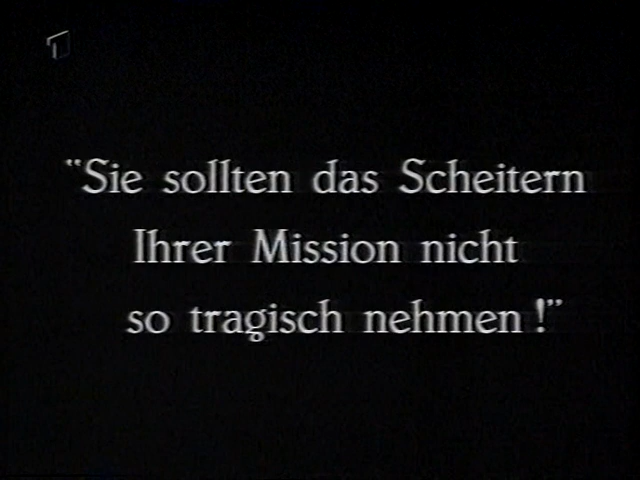 "Sie sollten das Scheitern
Ihrer Mission nicht
so tragisch nehmen!"